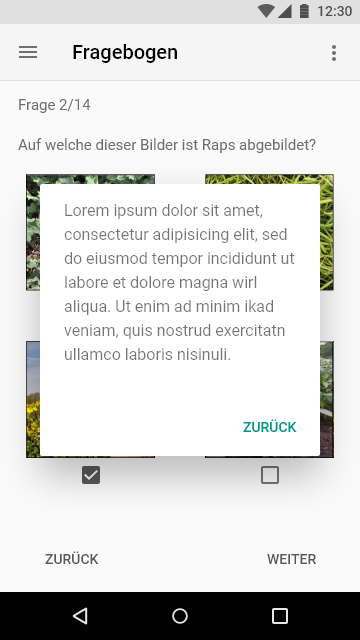 12:30
Fragebogen
Frage 2/14
Auf welche dieser Bilder ist Raps abgebildet?
Lorem ipsum dolor sit amet,
consectetur adipisicing elit, sed
do eiusmod tempor incididunt ut
labore et dolore magna wirl
aliqua. Ut enim ad minim ikad
veniam, quis nostrud exercitatn
ullamco laboris nisinuli.
ZURÜCK
ZURÜCK WEITER